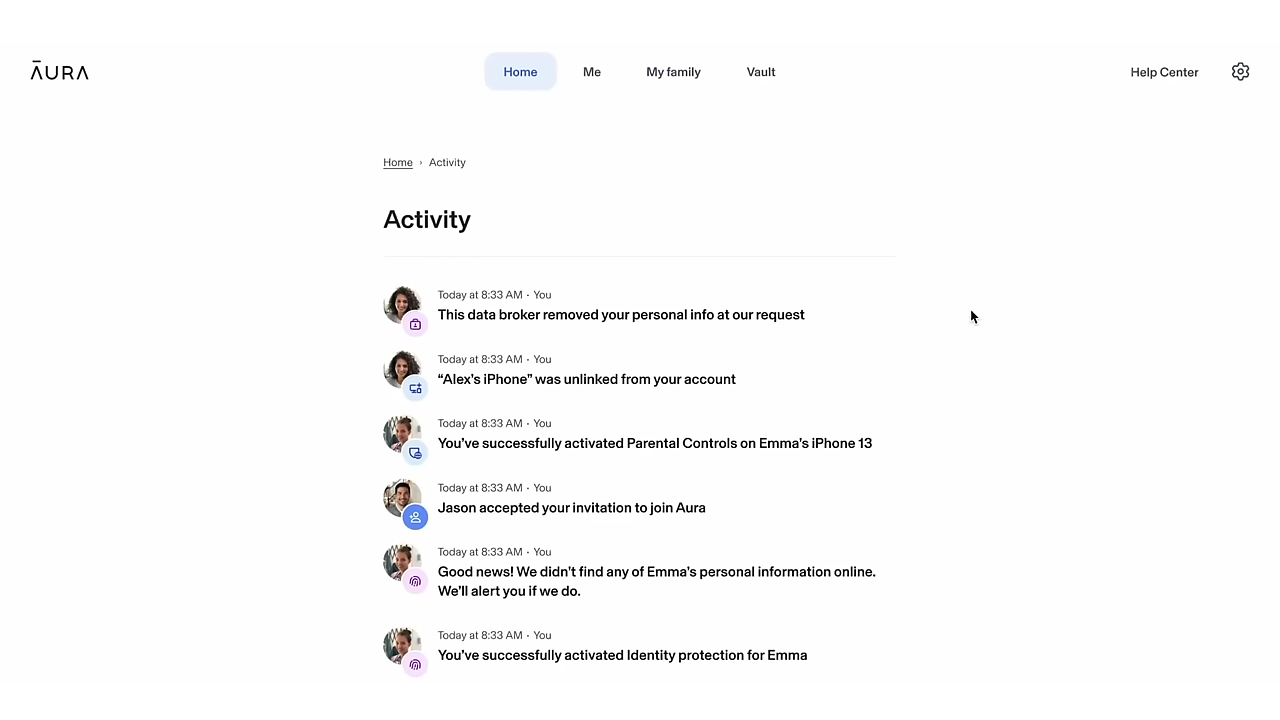 ĀURA
Home
Me
My family
Vault
Help Center
Home › Activity
Activity
Today at 8:33 AM · You
This data broker removed your personal info at our request
Today at 8:33 AM · You
“Alex’s iPhone” was unlinked from your account
Today at 8:33 AM · You
You’ve successfully activated Parental Controls on Emma’s iPhone 13
Today at 8:33 AM · You
Jason accepted your invitation to join Aura
Today at 8:33 AM · You
Good news! We didn’t find any of Emma’s personal information online.
We’ll alert you if we do.
Today at 8:33 AM · You
You’ve successfully activated Identity protection for Emma